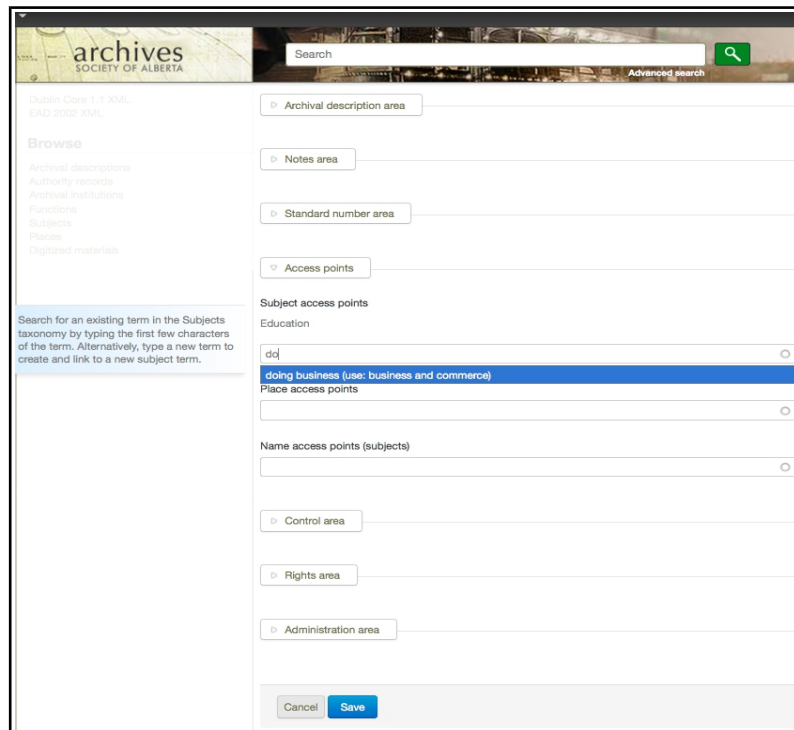 archives
SOCIETY OF ALBERTA
Search
Advanced search
Dublin Core 1.1 XML
EAD 2002 XML
Browse
Archival descriptions
Authority records
Archival institutions
Functions
Subjects
Places
Digitized materials
Search for an existing term in the Subjects
taxonomy by typing the first few characters
of the term. Alternatively, type a new term to
create and link to a new subject term.
Archival description area
Notes area
Standard number area
Access points
Subject access points
Education
do
doing business (use: business and commerce)
Place access points
Name access points (subjects)
Control area
Rights area
Administration area
Cancel
Save